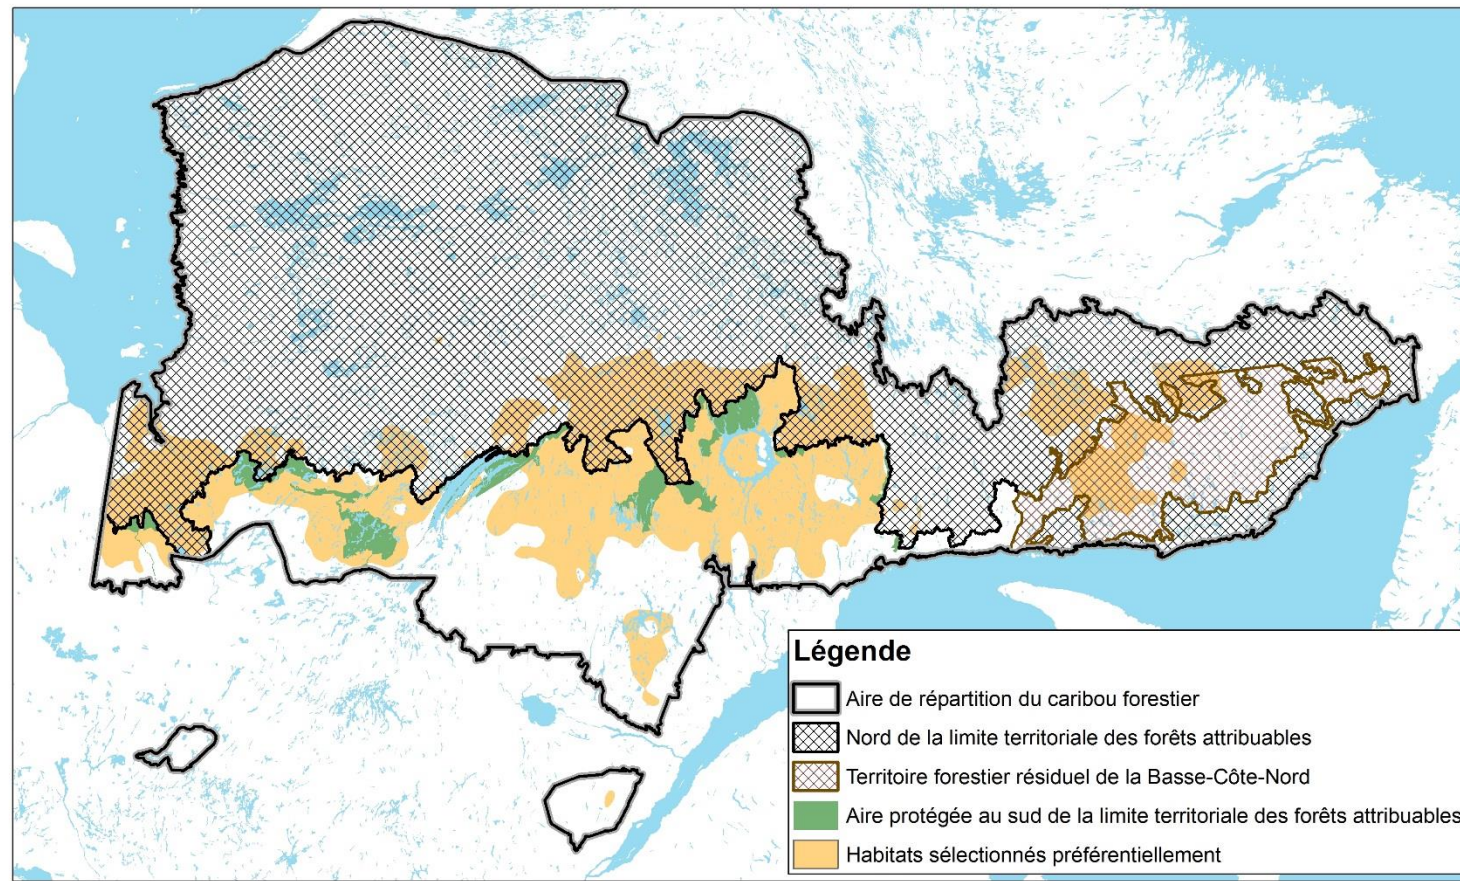 Légende
Aire de répartition du caribou forestier
Nord de la limite territoriale des forêts attribuables
Territoire forestier résiduel de la Basse-Côte-Nord
Aire protégée au sud de la limite territoriale des forêts attribuables
Habitats sélectionnés préférentiellement